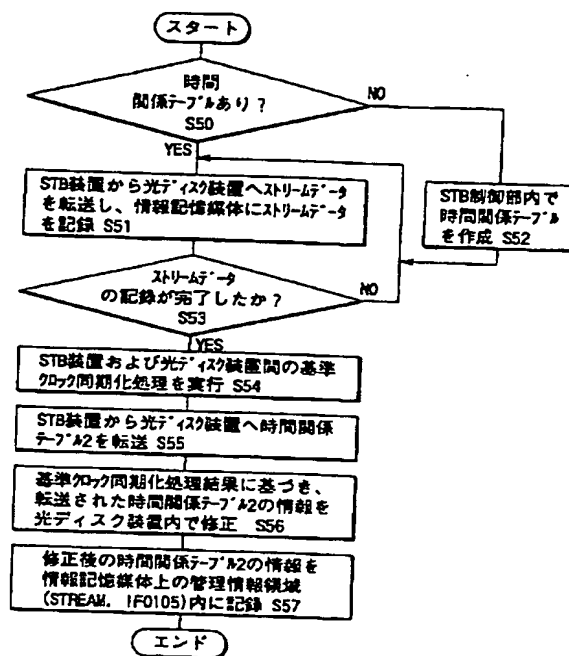 スタート
時間
関係テーブルあり？
S50
NO
YES
STB装置から光ディスク装置へストリームデータ
を転送し、情報記憶媒体にストリームデータ
を記録 S51
STB制御部内で
時間関係テーブル
を作成 S52
ストリームデータ
の記録が完了したか？
S53
NO
YES
STB装置および光ディスク装置間の基準
クロック同期化処理を実行 S54
STB装置から光ディスク装置へ時間関係
テーブル2を転送 S55
基準クロック同期化処理結果に基づき、
転送された時間関係テーブル2の情報を
光ディスク装置内で修正 S56
修正後の時間関係テーブル2の情報を
情報記憶媒体上の管理情報領域
(STREAM. IFO105)内に記録 S57
エンド